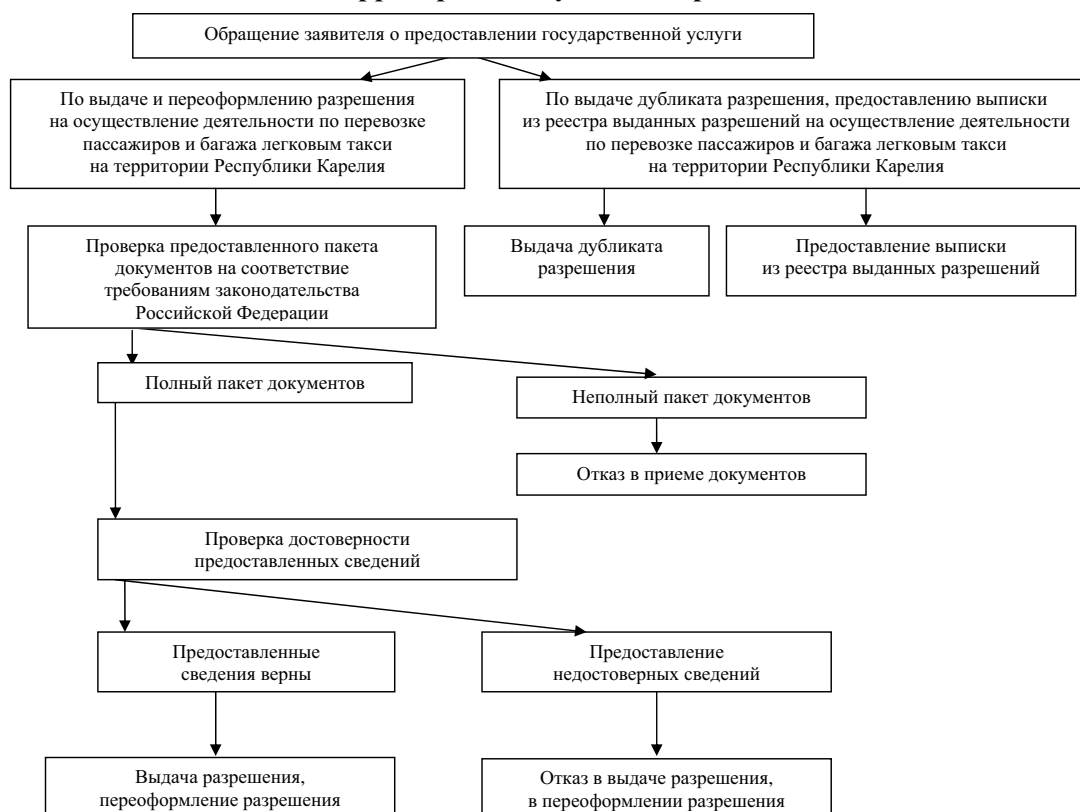 Обращение заявителя о предоставлении государственной услуги
По выдаче и переоформлению разрешения
на осуществление деятельности по перевозке
пассажиров и багажа легковым такси
на территории Республики Карелия
По выдаче дубликата разрешения, предоставлению выписки
из реестра выданных разрешений на осуществление деятельности
по перевозке пассажиров и багажа легковым такси
на территории Республики Карелия
Проверка предоставленного пакета
документов на соответствие
требованиям законодательства
Российской Федерации
Выдача дубликата
разрешения
Предоставление выписки
из реестра выданных разрешений
Полный пакет документов
Неполный пакет документов
Отказ в приеме документов
Проверка достоверности
предоставленных сведений
Предоставленные
сведения верны
Предоставление
недостоверных сведений
Выдача разрешения,
переоформление разрешения
Отказ в выдаче разрешения,
в переоформлении разрешения